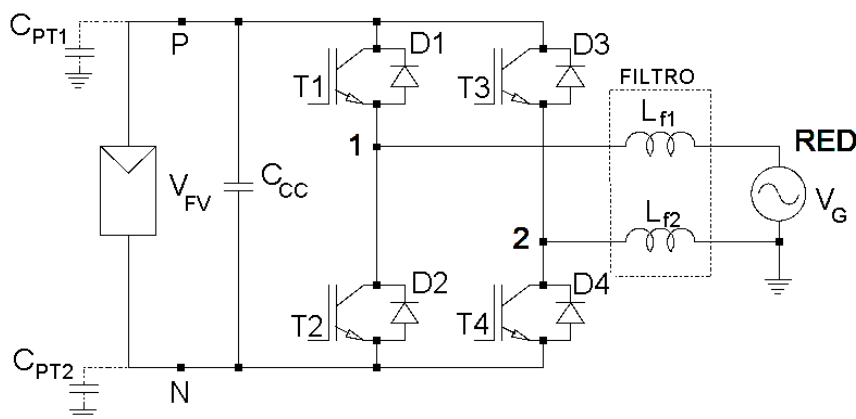 CPT1
P
D1
D3
T1
T3
FILTRO
Lf1
1
RED
VFV
CCC
VG
Lf2
2
D2
D4
T2
T4
CPT2
N